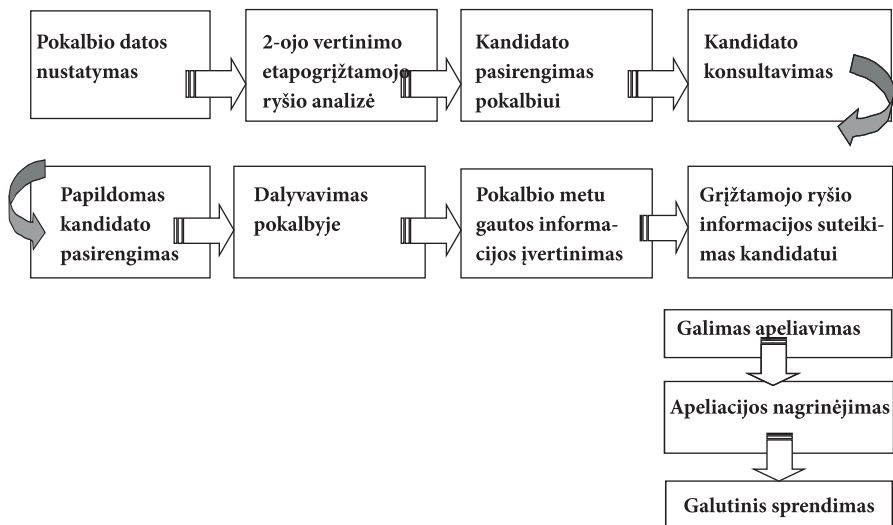 Pokalbio datos
nustatymas
2-ojo vertinimo
etapogrįžtamojo
ryšio analizė
Kandidato
pasirengimas
pokalbiui
Kandidato
konsultavimas
Papildomas
kandidato
pasirengimas
Dalyvavimas
pokalbyje
Pokalbio metu
gautos informa-
cijos įvertinimas
Grįžtamojo ryšio
informacijos suteiki-
mas kandidatui
Galimas apeliavimas
Apeliacijos nagrinėjimas
Galutinis sprendimas